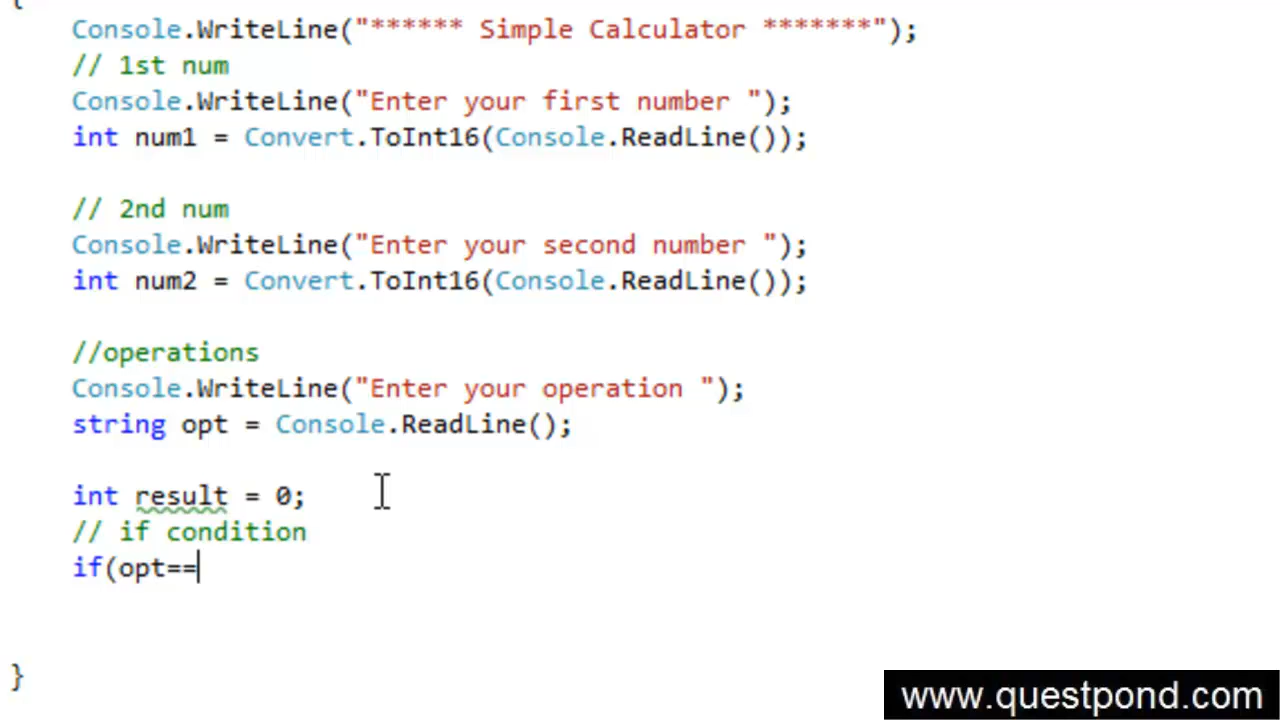 {
Console.WriteLine("****** Simple Calculator *******");
// 1st num
Console.WriteLine("Enter your first number ");
int num1 = Convert.ToInt16(Console.ReadLine());
// 2nd num
Console.WriteLine("Enter your second number ");
int num2 = Convert.ToInt16(Console.ReadLine());
//operations
Console.WriteLine("Enter your operation ");
string opt = Console.ReadLine();
int result = 0;
// if condition
if(opt==
}
www.questpond.com